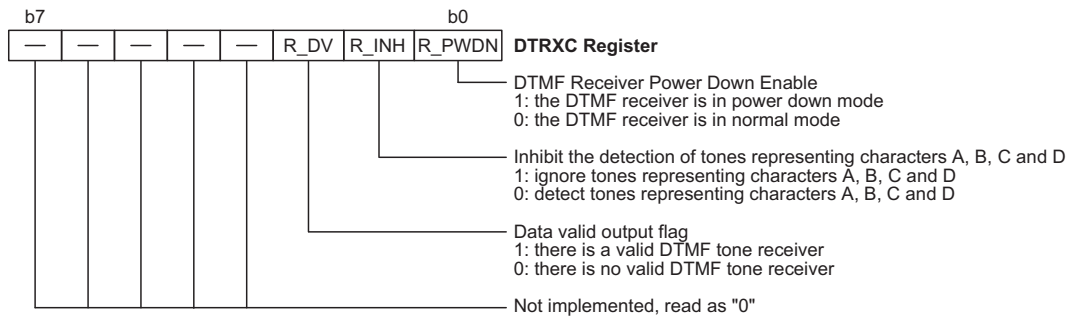 b7 b0
— — — — — R_DV R_INH R_PWDN DTRXC Register
DTMF Receiver Power Down Enable
1: the DTMF receiver is in power down mode
0: the DTMF receiver is in normal mode
Inhibit the detection of tones representing characters A, B, C and D
1: ignore tones representing characters A, B, C and D
0: detect tones representing characters A, B, C and D
Data valid output flag
1: there is a valid DTMF tone receiver
0: there is no valid DTMF tone receiver
Not implemented, read as "0"